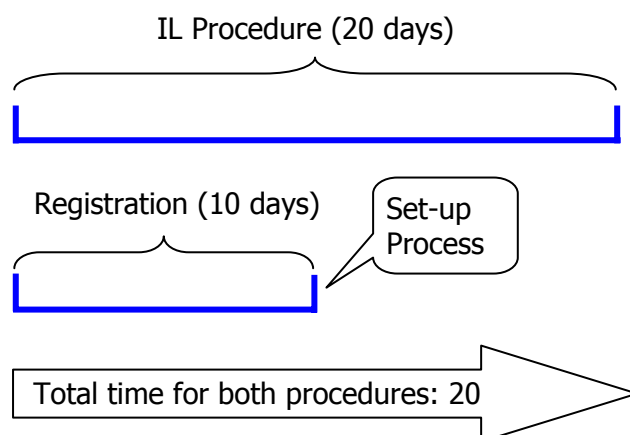 IL Procedure (20 days)
Registration (10 days)
Set-up
Process
Total time for both procedures: 20